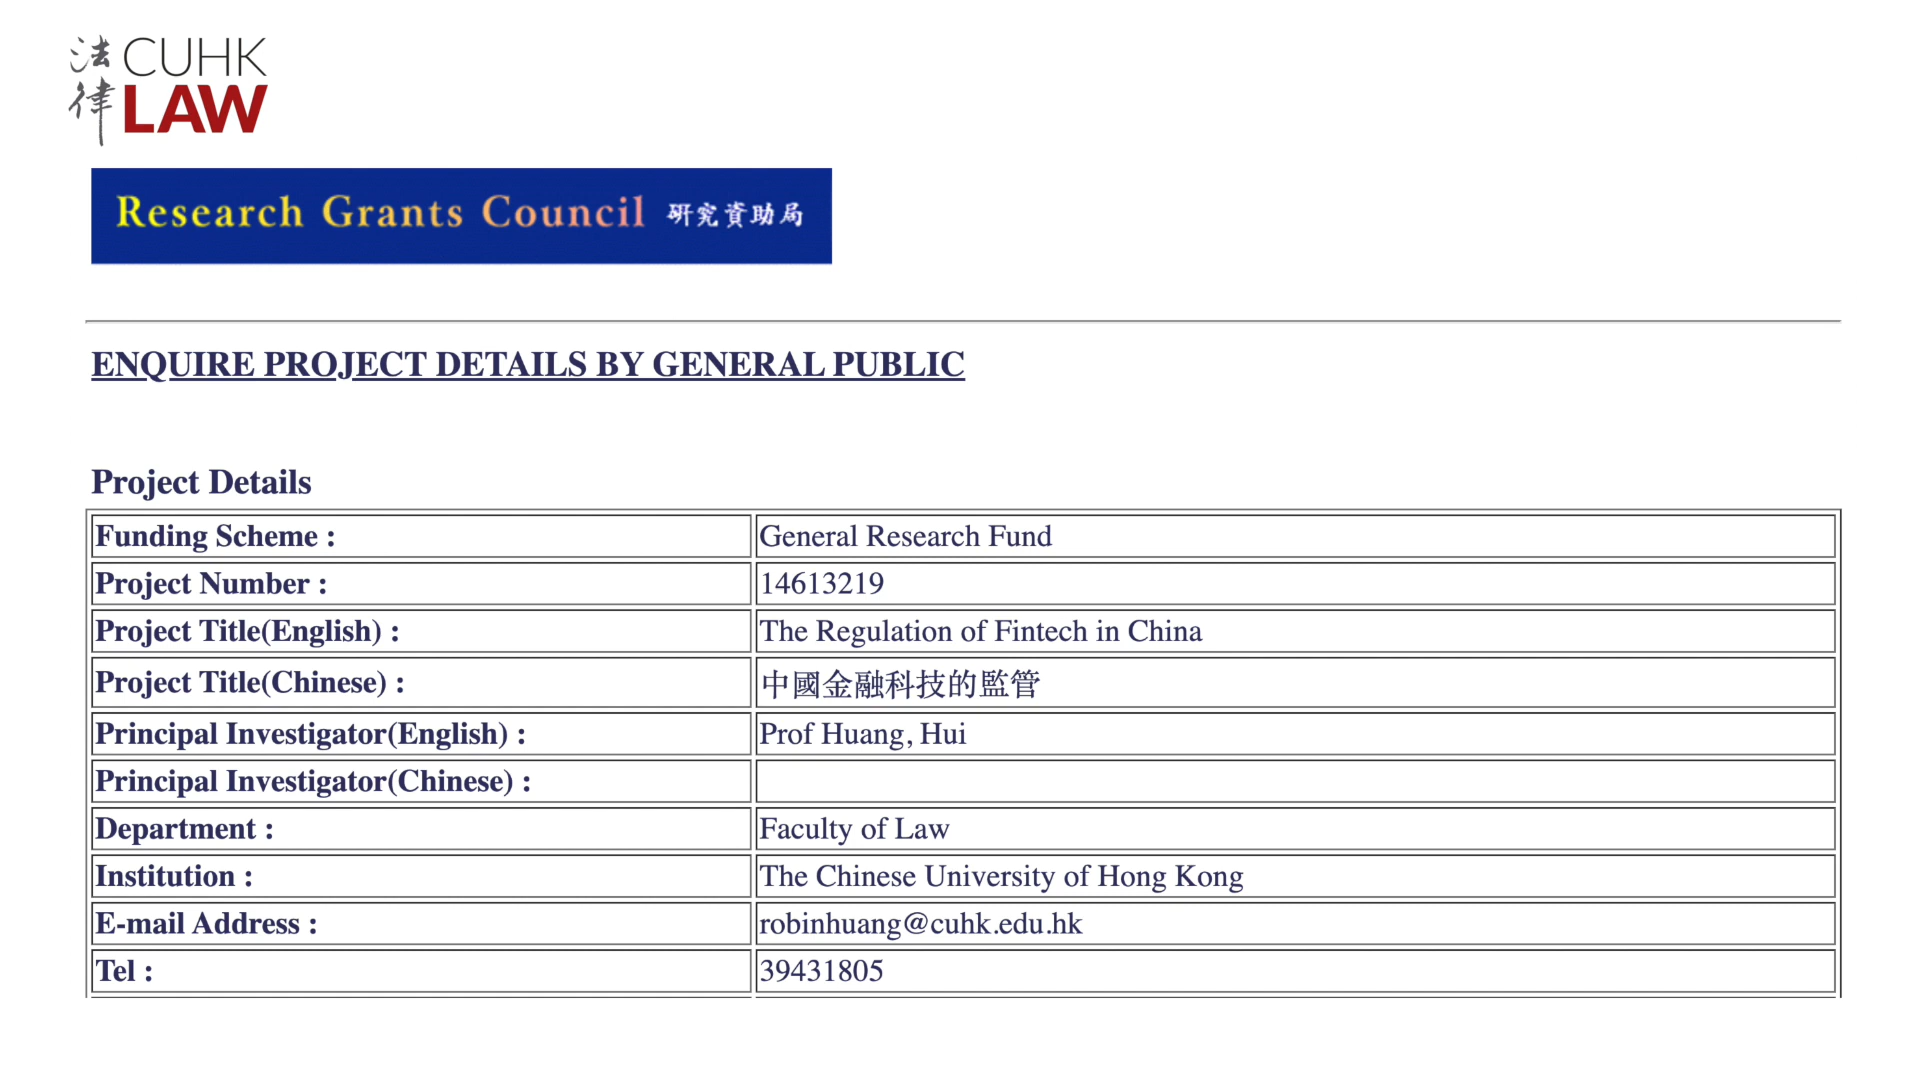 法律 CUHK LAW
Research Grants Council 研究資助局
ENQUIRE PROJECT DETAILS BY GENERAL PUBLIC
Project Details
Funding Scheme : General Research Fund
Project Number : 14613219
Project Title(English) : The Regulation of Fintech in China
Project Title(Chinese) : 中國金融科技的監管
Principal Investigator(English) : Prof Huang, Hui
Principal Investigator(Chinese) :
Department : Faculty of Law
Institution : The Chinese University of Hong Kong
E-mail Address : robinhuang@cuhk.edu.hk
Tel : 39431805